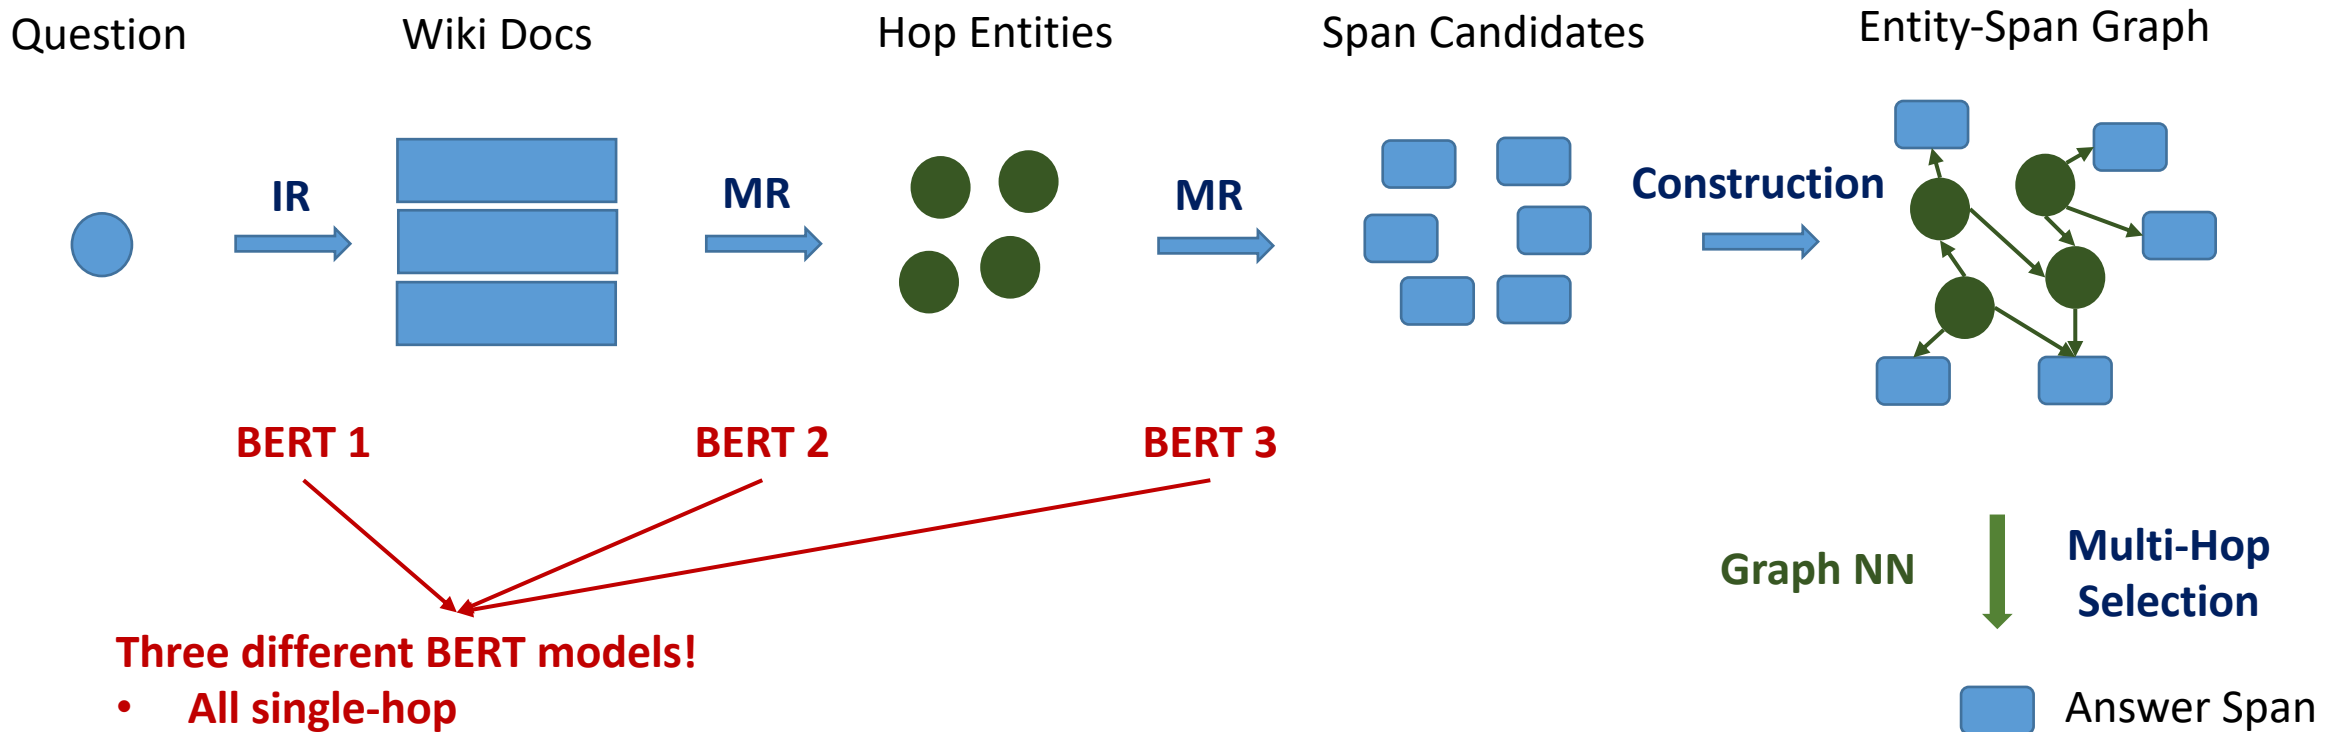 Question
Wiki Docs
Hop Entities
Span Candidates
Entity-Span Graph
IR
MR
MR
Construction
BERT 1
BERT 2
BERT 3
Graph NN
Multi-Hop
Selection
Three different BERT models!
• All single-hop
Answer Span